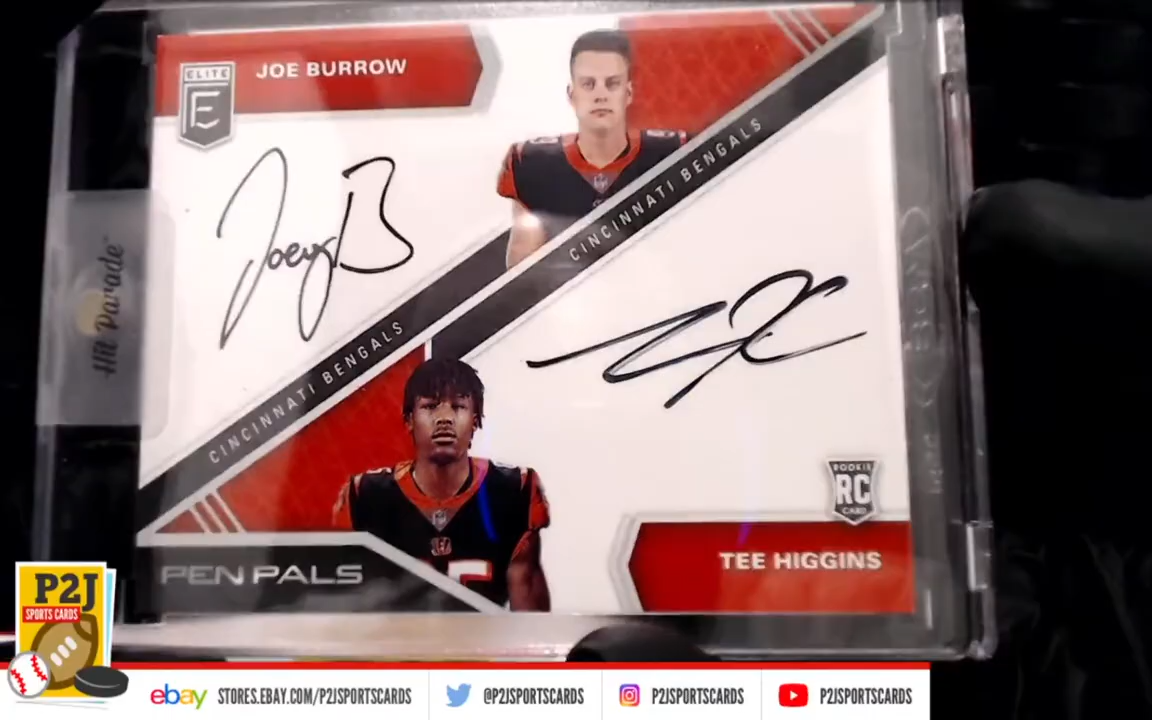 ELITE
E
JOE BURROW
JoeyB
CINCINNATI BENGALS
CINCINNATI BENGALS
Hit Parade
ROOKIE
RC
CARD
TEE HIGGINS
PEN PALS
P2J
SPORTS CARDS
ebay STORES.EBAY.COM/P2JSPORTSCARDS
@P2JSPORTSCARDS
P2JSPORTSCARDS
P2JSPORTSCARDS